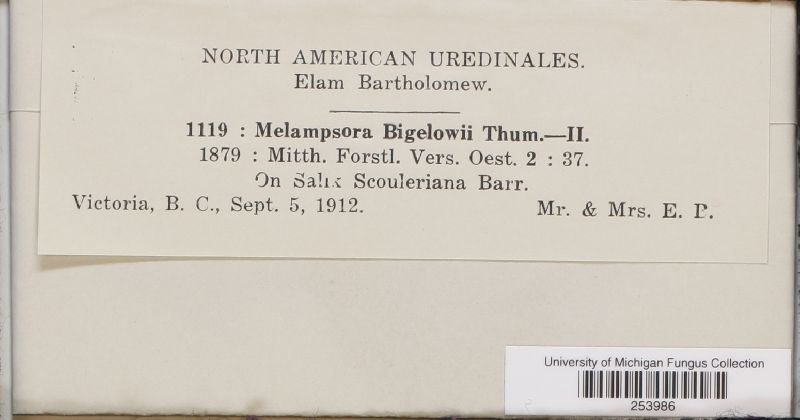 NORTH AMERICAN UREDINALES.
Elam Bartholomew.
1119 : Melampsora Bigelowii Thum.—II.
1879 : Mitth. Forstl. Vers. Oest. 2 : 37.
On Salix Scouleriana Barr.
Victoria, B. C., Sept. 5, 1912. Mr. & Mrs. E. B.
University of Michigan Fungus Collection
253986